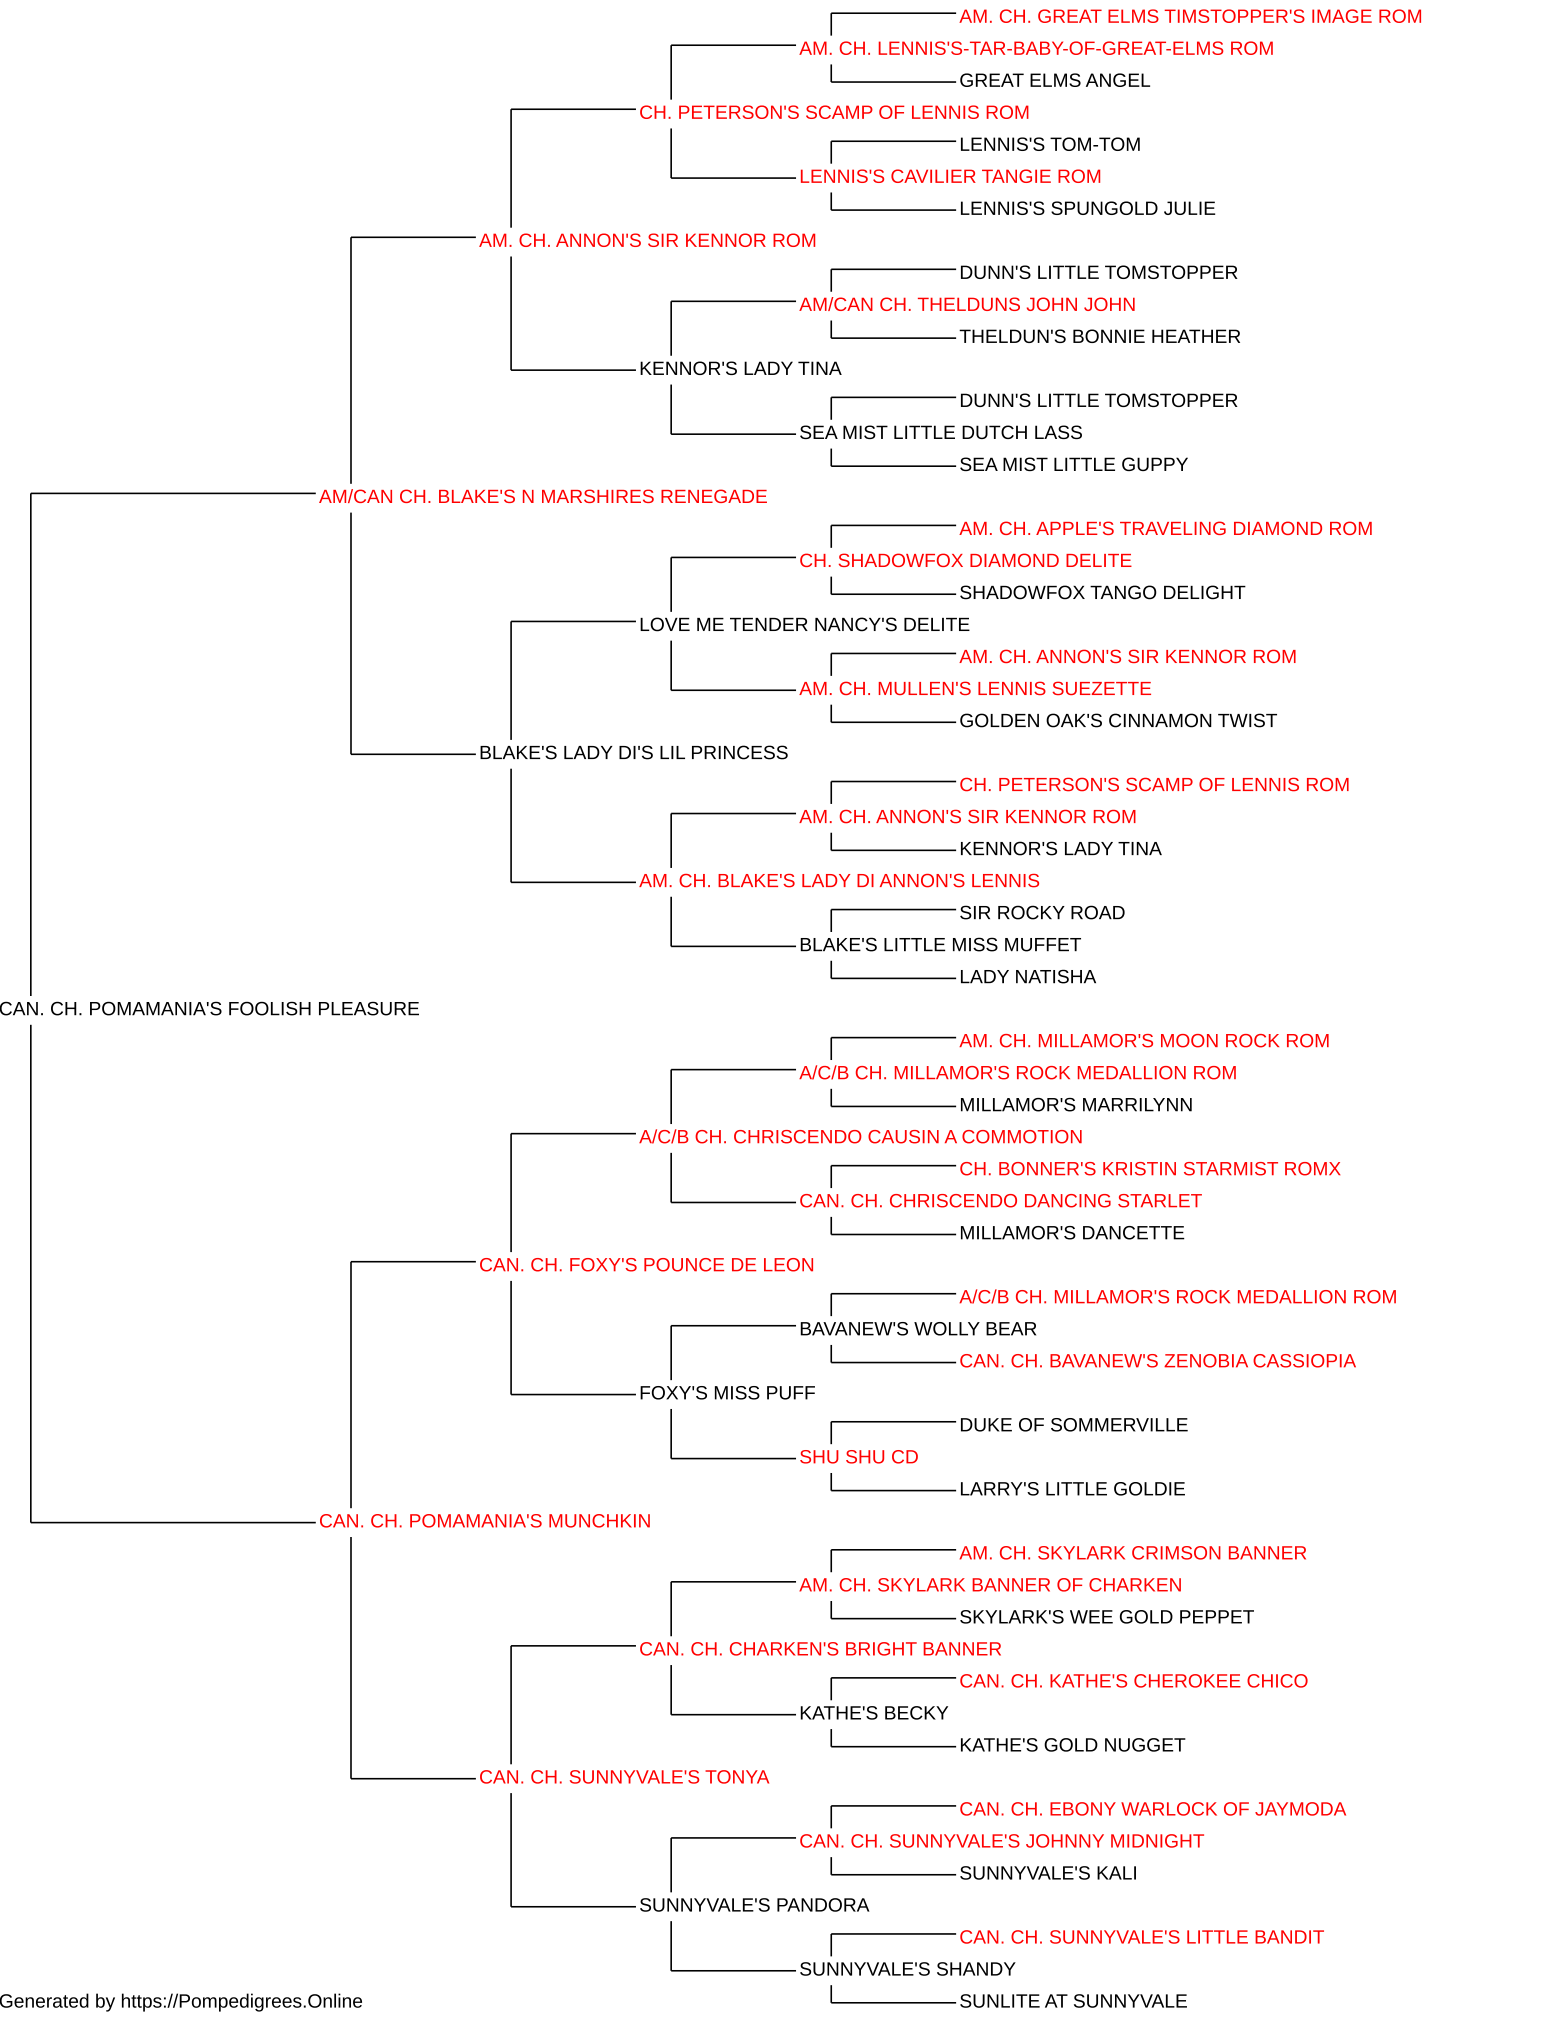 AM. CH. GREAT ELMS TIMSTOPPER'S IMAGE ROM
AM. CH. LENNIS'S-TAR-BABY-OF-GREAT-ELMS ROM
GREAT ELMS ANGEL
CH. PETERSON'S SCAMP OF LENNIS ROM
LENNIS'S TOM-TOM
LENNIS'S CAVILIER TANGIE ROM
LENNIS'S SPUNGOLD JULIE
AM. CH. ANNON'S SIR KENNOR ROM
DUNN'S LITTLE TOMSTOPPER
AM/CAN CH. THELDUNS JOHN JOHN
THELDUN'S BONNIE HEATHER
KENNOR'S LADY TINA
DUNN'S LITTLE TOMSTOPPER
SEA MIST LITTLE DUTCH LASS
SEA MIST LITTLE GUPPY
AM/CAN CH. BLAKE'S N MARSHIRES RENEGADE
AM. CH. APPLE'S TRAVELING DIAMOND ROM
CH. SHADOWFOX DIAMOND DELITE
SHADOWFOX TANGO DELIGHT
LOVE ME TENDER NANCY'S DELITE
AM. CH. ANNON'S SIR KENNOR ROM
AM. CH. MULLEN'S LENNIS SUEZETTE
GOLDEN OAK'S CINNAMON TWIST
BLAKE'S LADY DI'S LIL PRINCESS
CH. PETERSON'S SCAMP OF LENNIS ROM
AM. CH. ANNON'S SIR KENNOR ROM
KENNOR'S LADY TINA
AM. CH. BLAKE'S LADY DI ANNON'S LENNIS
SIR ROCKY ROAD
BLAKE'S LITTLE MISS MUFFET
LADY NATISHA
CAN. CH. POMAMANIA'S FOOLISH PLEASURE
AM. CH. MILLAMOR'S MOON ROCK ROM
A/C/B CH. MILLAMOR'S ROCK MEDALLION ROM
MILLAMOR'S MARRILYNN
A/C/B CH. CHRISCENDO CAUSIN A COMMOTION
CH. BONNER'S KRISTIN STARMIST ROMX
CAN. CH. CHRISCENDO DANCING STARLET
MILLAMOR'S DANCETTE
CAN. CH. FOXY'S POUNCE DE LEON
A/C/B CH. MILLAMOR'S ROCK MEDALLION ROM
BAVANEW'S WOLLY BEAR
CAN. CH. BAVANEW'S ZENOBIA CASSIOPIA
FOXY'S MISS PUFF
DUKE OF SOMMERVILLE
SHU SHU CD
LARRY'S LITTLE GOLDIE
CAN. CH. POMAMANIA'S MUNCHKIN
AM. CH. SKYLARK CRIMSON BANNER
AM. CH. SKYLARK BANNER OF CHARKEN
SKYLARK'S WEE GOLD PEPPET
CAN. CH. CHARKEN'S BRIGHT BANNER
CAN. CH. KATHE'S CHEROKEE CHICO
KATHE'S BECKY
KATHE'S GOLD NUGGET
CAN. CH. SUNNYVALE'S TONYA
CAN. CH. EBONY WARLOCK OF JAYMODA
CAN. CH. SUNNYVALE'S JOHNNY MIDNIGHT
SUNNYVALE'S KALI
SUNNYVALE'S PANDORA
CAN. CH. SUNNYVALE'S LITTLE BANDIT
SUNNYVALE'S SHANDY
SUNLITE AT SUNNYVALE
Generated by https://Pompedigrees.Online